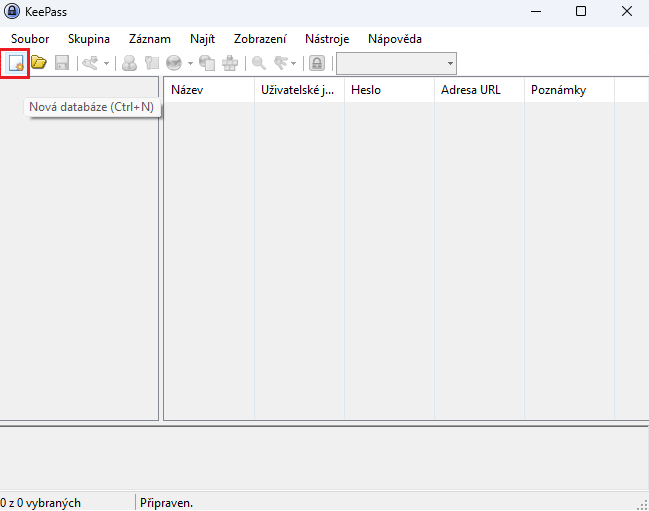 KeePass
Soubor Skupina Záznam Najít Zobrazení Nástroje Nápověda
Název Uživatelské j... Heslo Adresa URL Poznámky
Nová databáze (Ctrl+N)
0 z 0 vybraných Připraven.